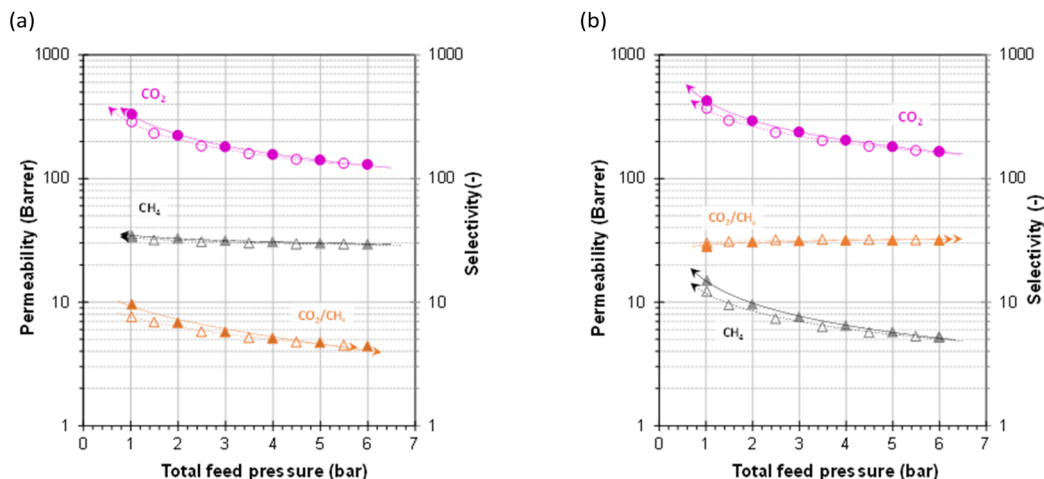 (a)
(b)
1000
100
10
1
Permeability (Barrer)
1000
100
10
1
Selectivity (-)
CO2
CH4
CO2/CH4
0 1 2 3 4 5 6 7
Total feed pressure (bar)
1000
100
10
1
Permeability (Barrer)
1000
100
10
1
Selectivity (-)
CO2
CO2/CH4
CH4
0 1 2 3 4 5 6 7
Total feed pressure (bar)